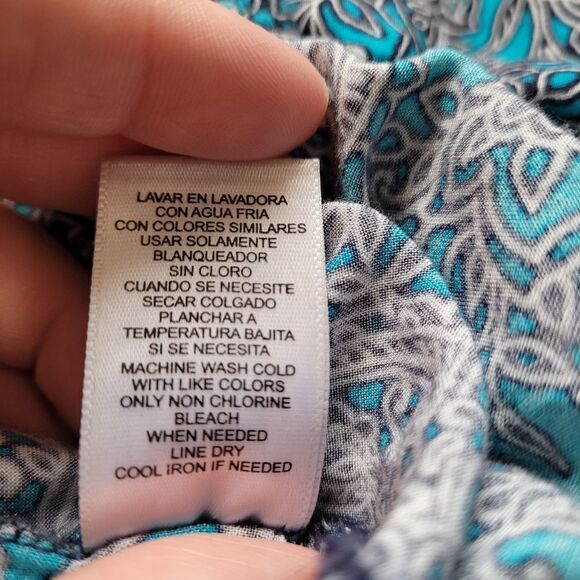 LAVAR EN LAVADORA
CON AGUA FRIA
CON COLORES SIMILARES
USAR SOLAMENTE
BLANQUEADOR
SIN CLORO
CUANDO SE NECESITE
SECAR COLGADO
PLANCHAR A
TEMPERATURA BAJITA
SI SE NECESITA
MACHINE WASH COLD
WITH LIKE COLORS
ONLY NON CHLORINE
BLEACH
WHEN NEEDED
LINE DRY
COOL IRON IF NEEDED